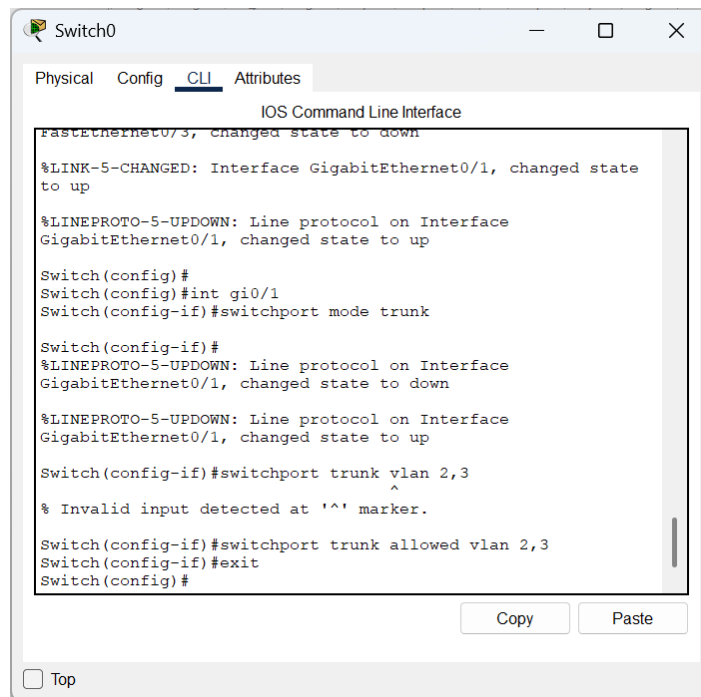 Switch0
Physical Config CLI Attributes
IOS Command Line Interface
FastEthernet0/3, changed state to down
%LINK-5-CHANGED: Interface GigabitEthernet0/1, changed state
to up
%LINEPROTO-5-UPDOWN: Line protocol on Interface
GigabitEthernet0/1, changed state to up
Switch(config)#
Switch(config)#int gi0/1
Switch(config-if)#switchport mode trunk
Switch(config-if)#
%LINEPROTO-5-UPDOWN: Line protocol on Interface
GigabitEthernet0/1, changed state to down
%LINEPROTO-5-UPDOWN: Line protocol on Interface
GigabitEthernet0/1, changed state to up
Switch(config-if)#switchport trunk vlan 2,3
^
% Invalid input detected at '^' marker.
Switch(config-if)#switchport trunk allowed vlan 2,3
Switch(config-if)#exit
Switch(config)#
Copy Paste
Top